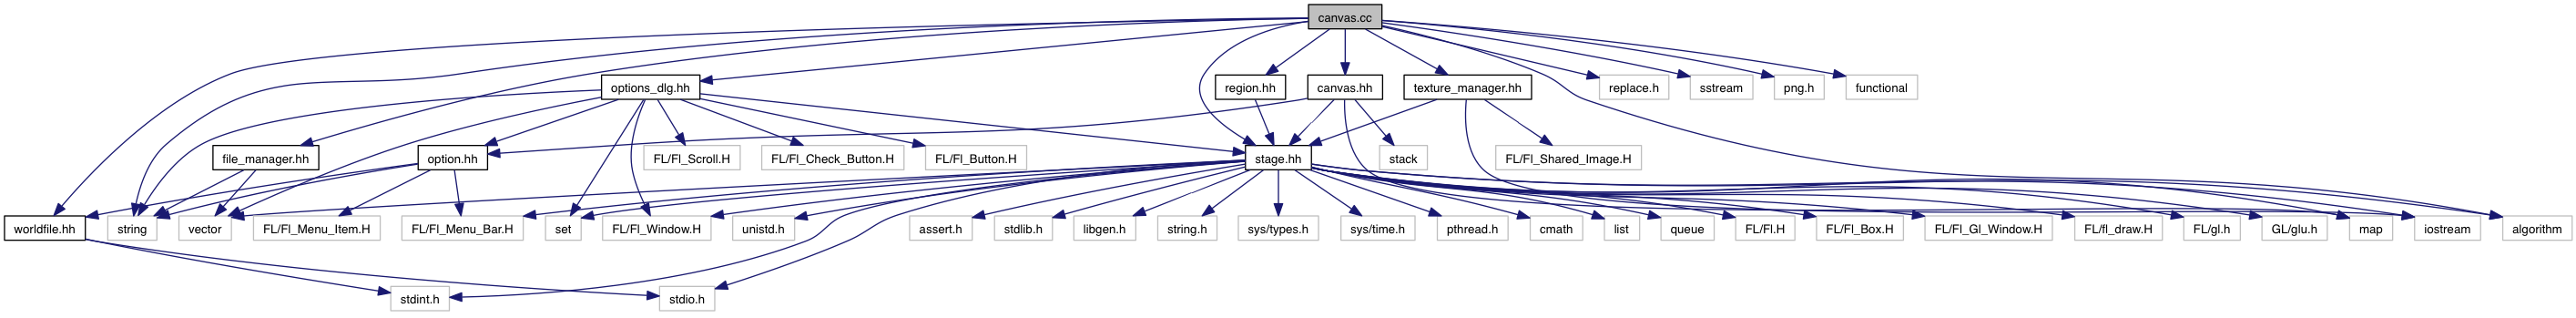 canvas.cc
options_dlg.hh
region.hh
canvas.hh
texture_manager.hh
replace.h
sstream
png.h
functional
file_manager.hh
option.hh
FL/Fl_Scroll.H
FL/Fl_Check_Button.H
FL/Fl_Button.H
stage.hh
stack
FL/Fl_Shared_Image.H
worldfile.hh
string
vector
FL/Fl_Menu_Item.H
FL/Fl_Menu_Bar.H
set
FL/Fl_Window.H
unistd.h
assert.h
stdlib.h
libgen.h
string.h
sys/types.h
sys/time.h
pthread.h
cmath
list
queue
FL/Fl.H
FL/Fl_Box.H
FL/Fl_Gl_Window.H
FL/fl_draw.H
FL/gl.h
GL/glu.h
map
iostream
algorithm
stdint.h
stdio.h